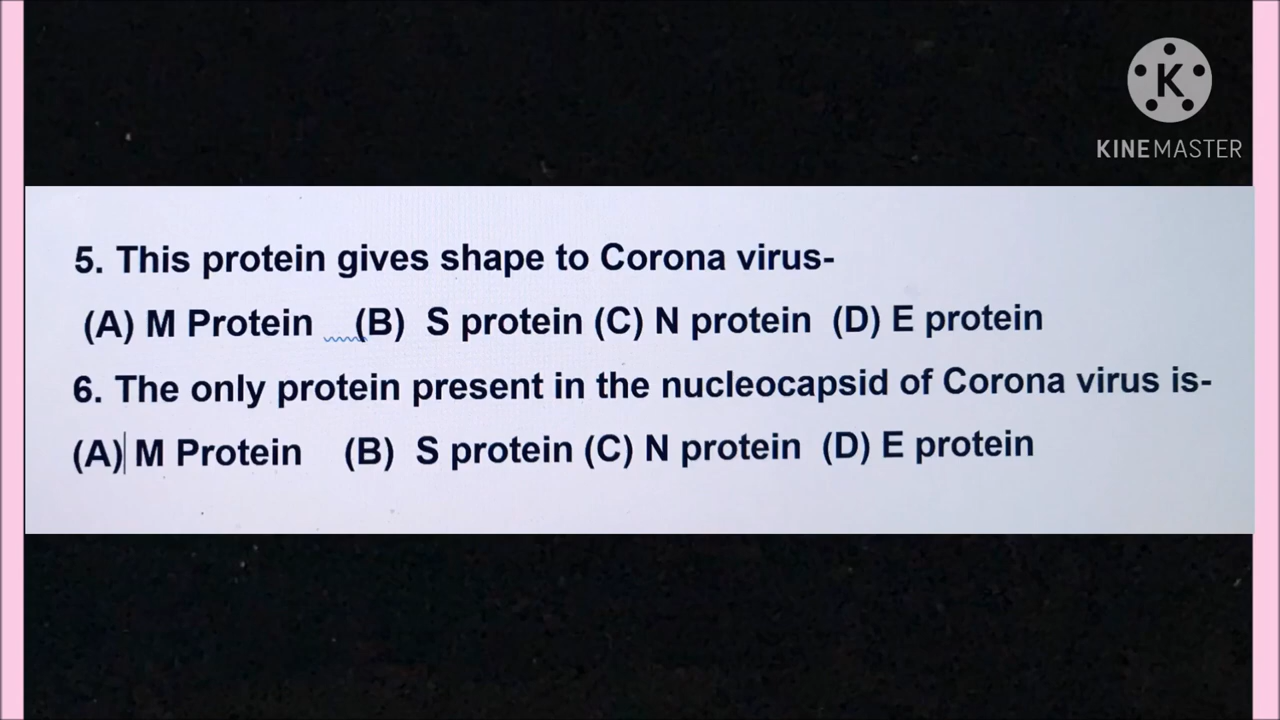 K
KINEMASTER
5. This protein gives shape to Corona virus-
(A) M Protein (B) S protein (C) N protein (D) E protein
6. The only protein present in the nucleocapsid of Corona virus is-
(A) M Protein (B) S protein (C) N protein (D) E protein